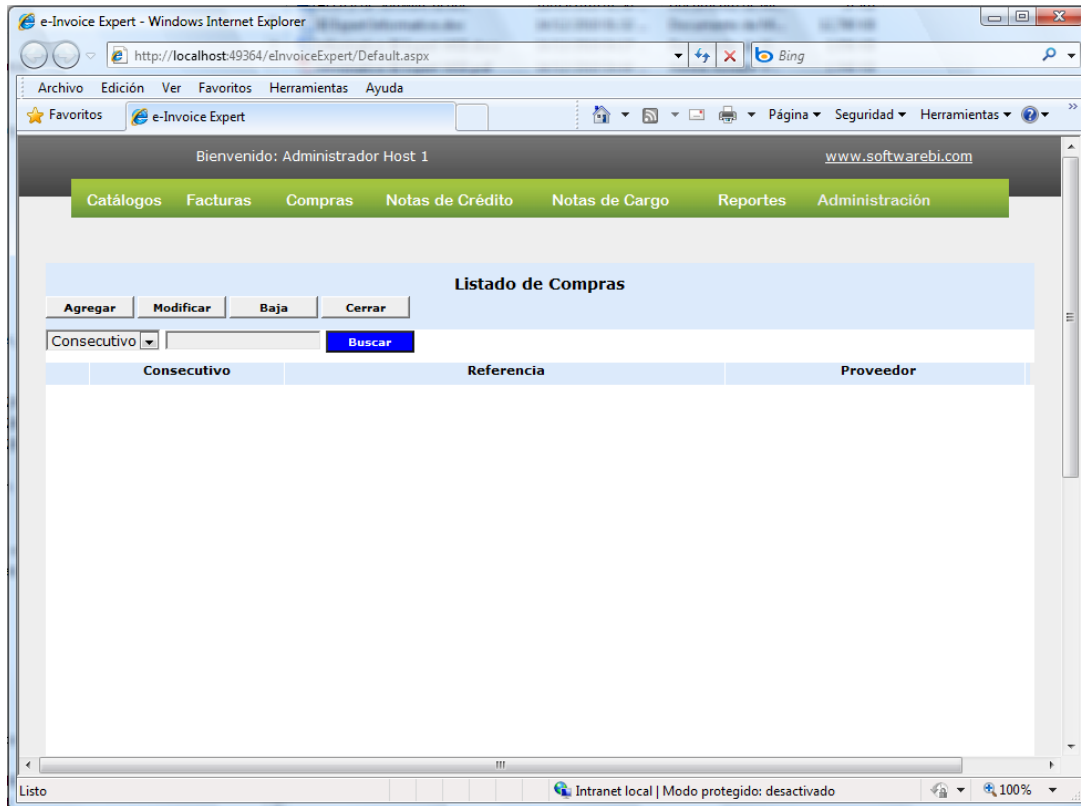 e-Invoice Expert - Windows Internet Explorer
http://localhost:49364/eInvoiceExpert/Default.aspx Bing
Archivo Edición Ver Favoritos Herramientas Ayuda
Favoritos e-Invoice Expert Página Seguridad Herramientas
Bienvenido: Administrador Host 1 www.softwarebi.com
Catálogos Facturas Compras Notas de Crédito Notas de Cargo Reportes Administración
Listado de Compras
Agregar Modificar Baja Cerrar
Consecutivo Buscar
Consecutivo Referencia Proveedor
Listo Intranet local | Modo protegido: desactivado 100%